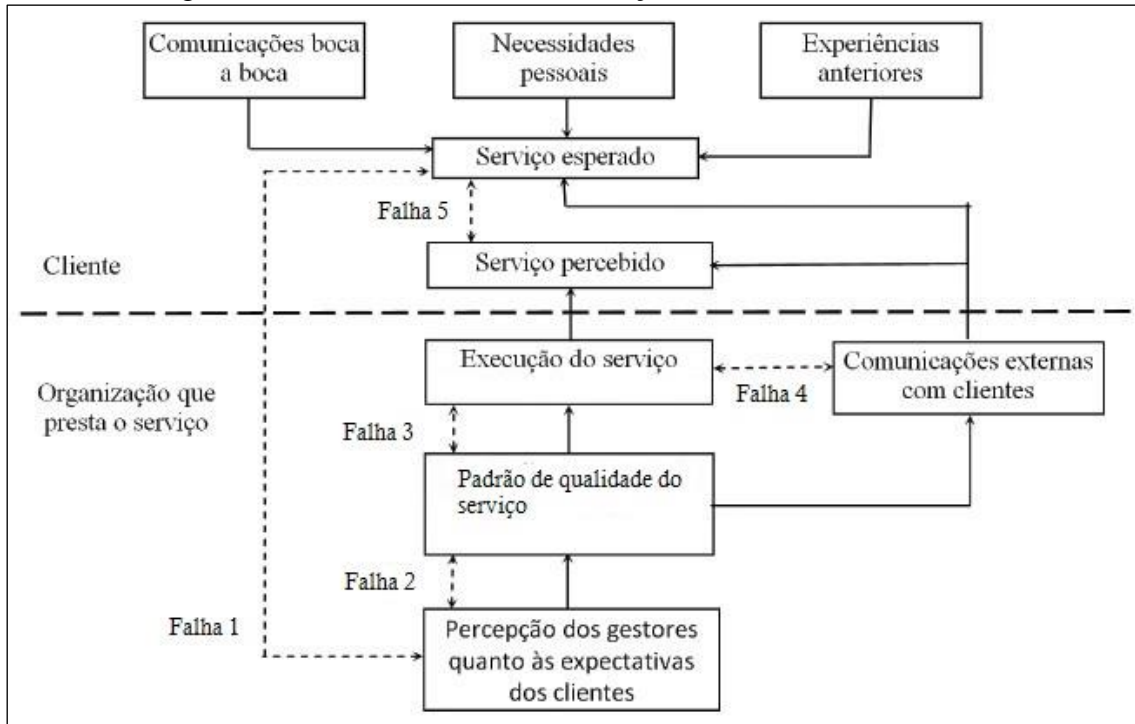 Comunicações boca
a boca
Necessidades
pessoais
Experiências
anteriores
Serviço esperado
Falha 5
Serviço percebido
Cliente
Execução do serviço
Comunicações externas
com clientes
Falha 4
Organização que
presta o serviço
Falha 3
Padrão de qualidade do
serviço
Falha 2
Falha 1
Percepção dos gestores
quanto às expectativas
dos clientes